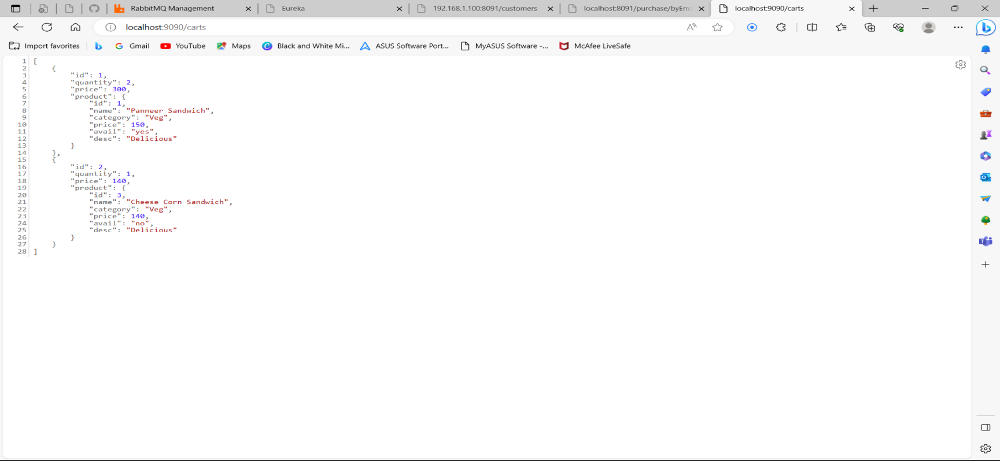 RabbitMQ Management
Eureka
192.168.1.100:8091/customers
localhost:8091/purchase/byEma
localhost:9090/carts
localhost:9090/carts
Import favorites
Gmail
YouTube
Maps
Black and White Mi...
ASUS Software Port...
MyASUS Software -...
McAfee LiveSafe
1 [
2 {
3 "id": 1,
4 "quantity": 2,
5 "price": 300,
6 "product": {
7 "id": 1,
8 "name": "Panneer Sandwich",
9 "category": "Veg",
10 "price": 150,
11 "avail": "yes",
12 "desc": "Delicious"
13 }
14 },
15 {
16 "id": 2,
17 "quantity": 1,
18 "price": 140,
19 "product": {
20 "id": 3,
21 "name": "Cheese Corn Sandwich",
22 "category": "Veg",
23 "price": 140,
24 "avail": "no",
25 "desc": "Delicious"
26 }
27 }
28 ]